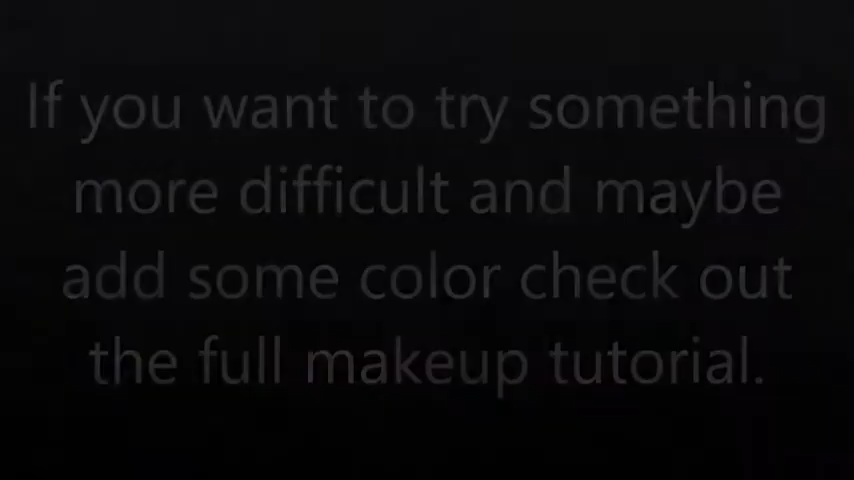 If you want to try something
more difficult and maybe
add some color check out
the full makeup tutorial.